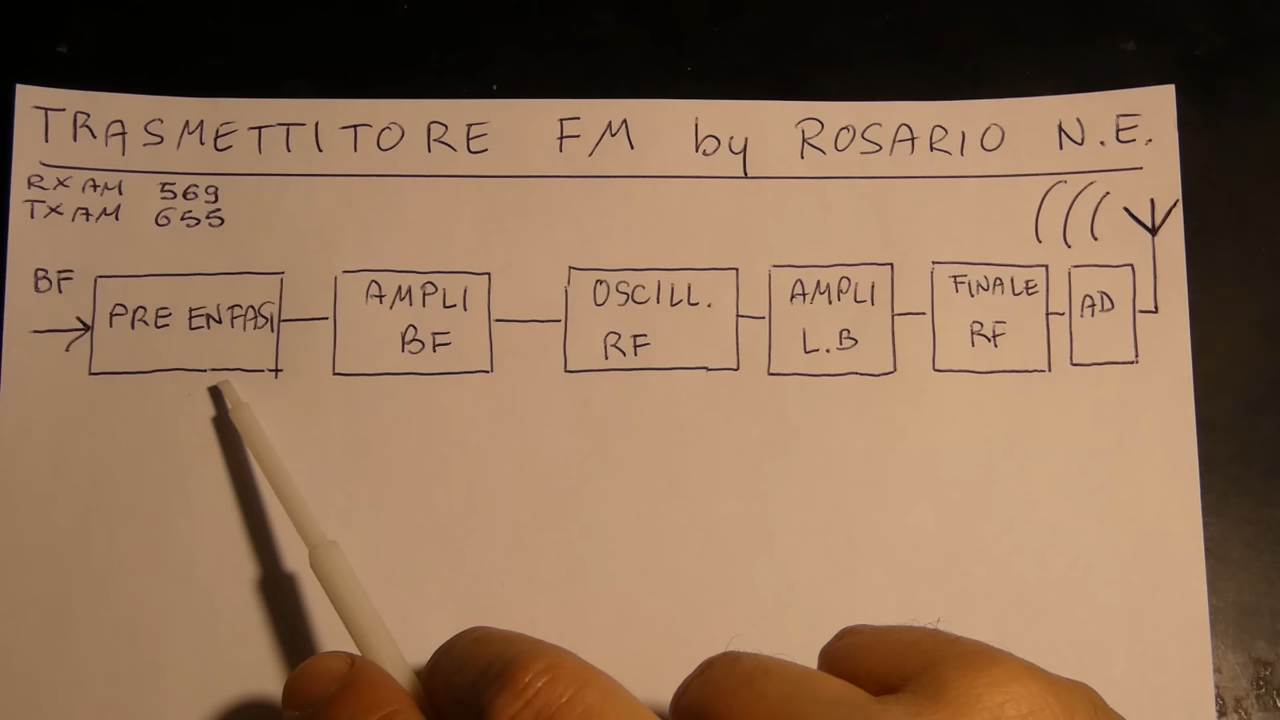 TRASMETTITORE FM by ROSARIO N.E.
RX AM 569
TX AM 655
BF
PRE ENFASI
AMPLI
BF
OSCILL.
RF
AMPLI
L.B
FINALE
RF
AD